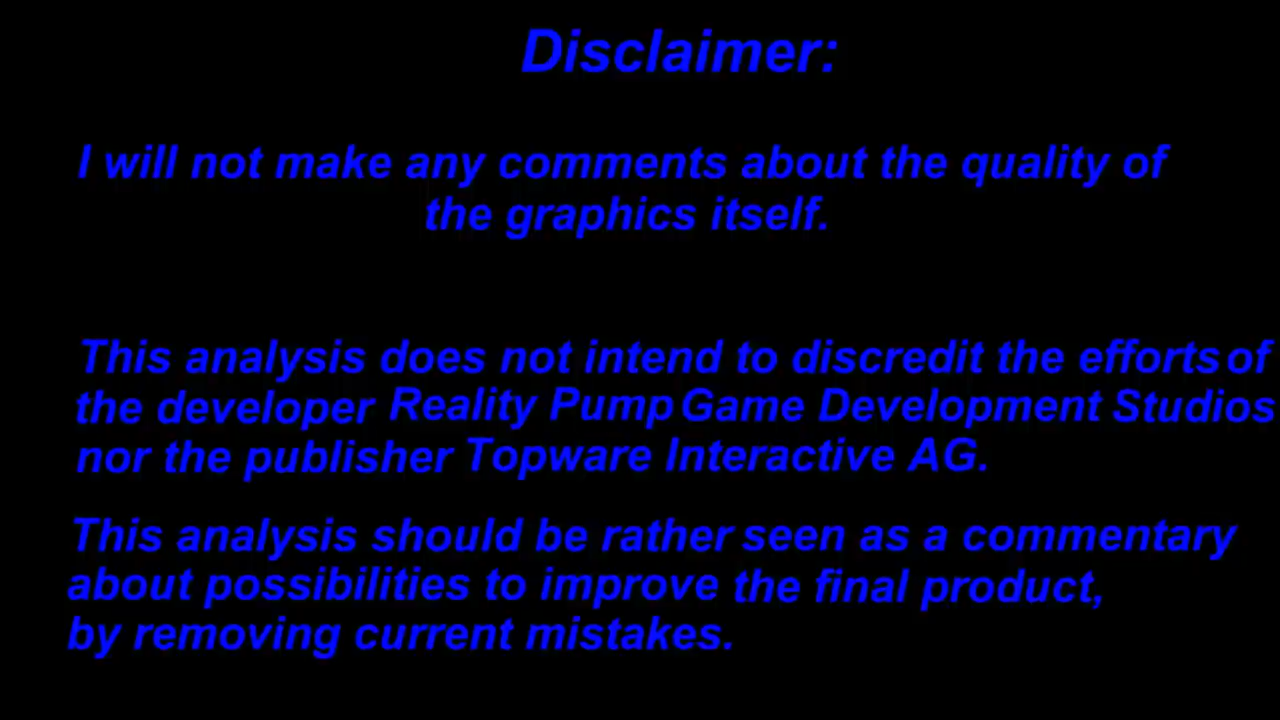 Disclaimer:
I will not make any comments about the quality of
the graphics itself.
This analysis does not intend to discredit the efforts of
the developer Reality Pump Game Development Studios
nor the publisher Topware Interactive AG.
This analysis should be rather seen as a commentary
about possibilities to improve the final product,
by removing current mistakes.